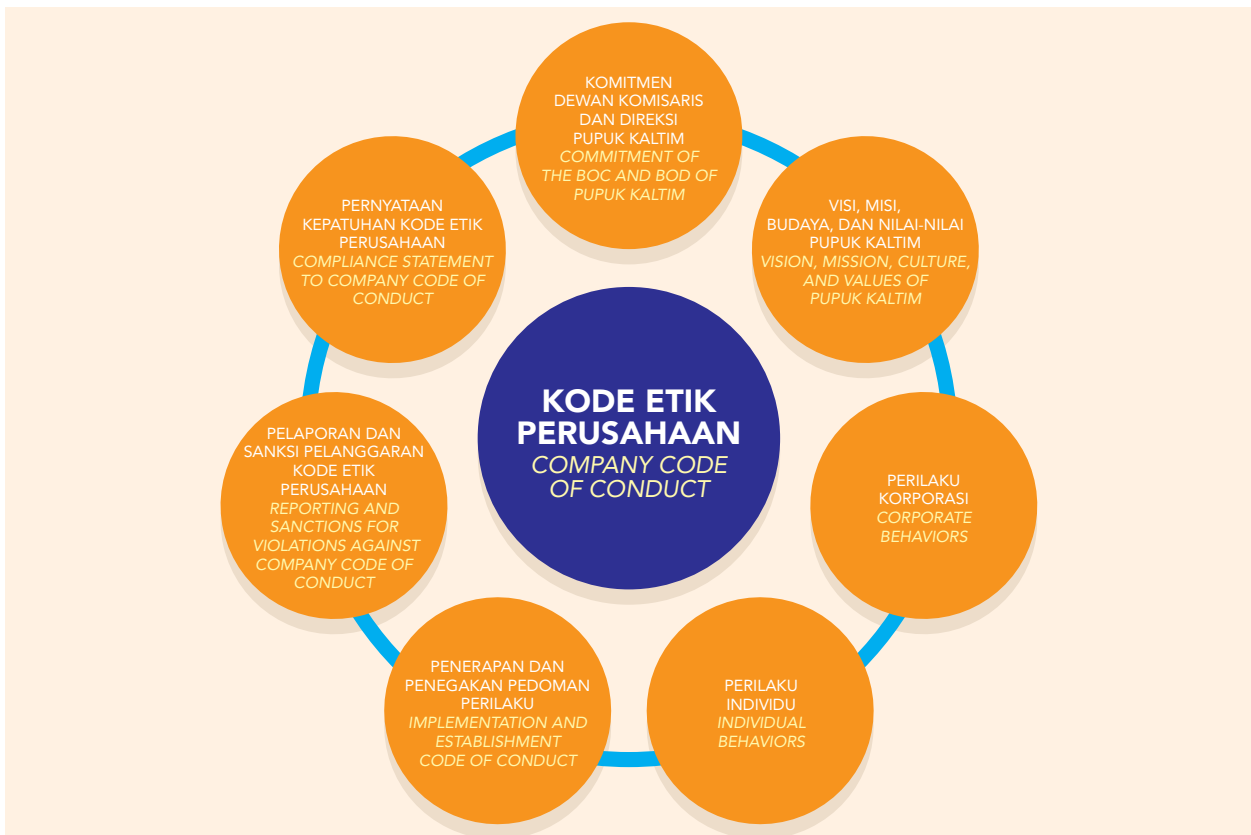 KOMITMEN
DEWAN KOMISARIS
DAN DIREKSI
PUPUK KALTIM
COMMITMENT OF
THE BOC AND BOD OF
PUPUK KALTIM
VISI, MISI,
BUDAYA, DAN NILAI-NILAI
PUPUK KALTIM
VISION, MISSION, CULTURE,
AND VALUES OF
PUPUK KALTIM
PERILAKU
KORPORASI
CORPORATE
BEHAVIORS
PERILAKU
INDIVIDU
INDIVIDUAL
BEHAVIORS
PENERAPAN DAN
PENEGAKAN PEDOMAN
PERILAKU
IMPLEMENTATION AND
ESTABLISHMENT
CODE OF CONDUCT
PELAPORAN DAN
SANKSI PELANGGARAN
KODE ETIK
PERUSAHAAN
REPORTING AND
SANCTIONS FOR
VIOLATIONS AGAINST
COMPANY CODE OF
CONDUCT
PERNYATAAN
KEPATUHAN KODE ETIK
PERUSAHAAN
COMPLIANCE STATEMENT
TO COMPANY CODE OF
CONDUCT
KODE ETIK
PERUSAHAAN
COMPANY CODE
OF CONDUCT